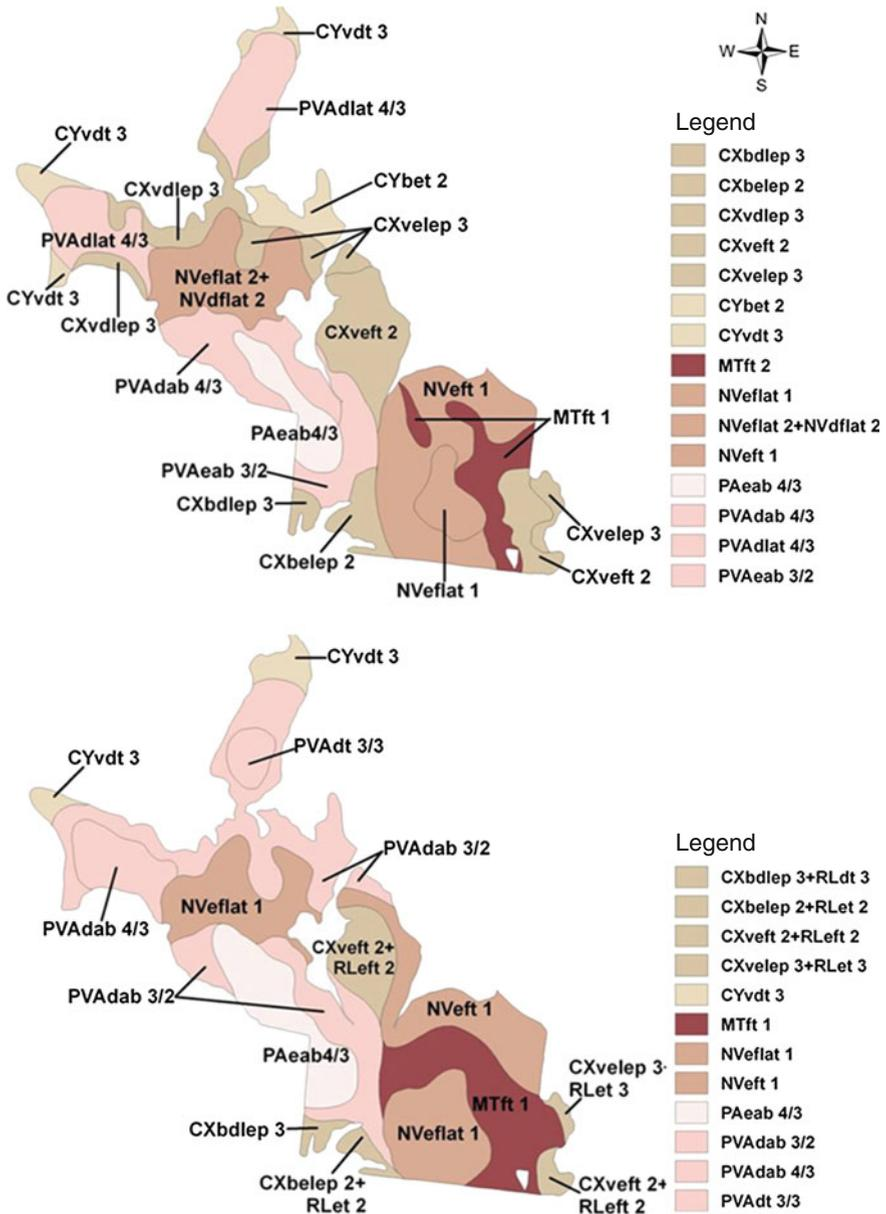 N
W E
S
CYvdt 3
PVAdlat 4/3
CYvdt 3
CYbet 2
CXvdlep 3
CXvelep 3
PVAdlat 4/3
NVeflat 2+
NVdflat 2
CYvdt 3
CXvdlep 3
CXveft 2
PVAdab 4/3
NVeft 1
MTft 1
PAeab4/3
PVAeab 3/2
CXbdlep 3
CXvelep 3
CXbelep 2
CXveft 2
NVeflat 1
Legend
CXbdlep 3
CXbelep 2
CXvdlep 3
CXveft 2
CXvelep 3
CYbet 2
CYvdt 3
MTft 2
NVeflat 1
NVeflat 2+NVdflat 2
NVeft 1
PAeab 4/3
PVAdab 4/3
PVAdlat 4/3
PVAeab 3/2
CYvdt 3
PVAdt 3/3
CYvdt 3
PVAdab 3/2
NVeflat 1
PVAdab 4/3
CXveft 2+
RLeft 2
PVAdab 3/2
NVeft 1
PAeab4/3
CXvelep 3+
RLet 3
MTft 1
CXbdlep 3
NVeflat 1
CXbelep 2+
RLet 2
CXveft 2+
RLeft 2
Legend
CXbdlep 3+RLdt 3
CXbelep 2+RLet 2
CXveft 2+RLeft 2
CXvelep 3+RLet 3
CYvdt 3
MTft 1
NVeflat 1
NVeft 1
PAeab 4/3
PVAdab 3/2
PVAdab 4/3
PVAdt 3/3